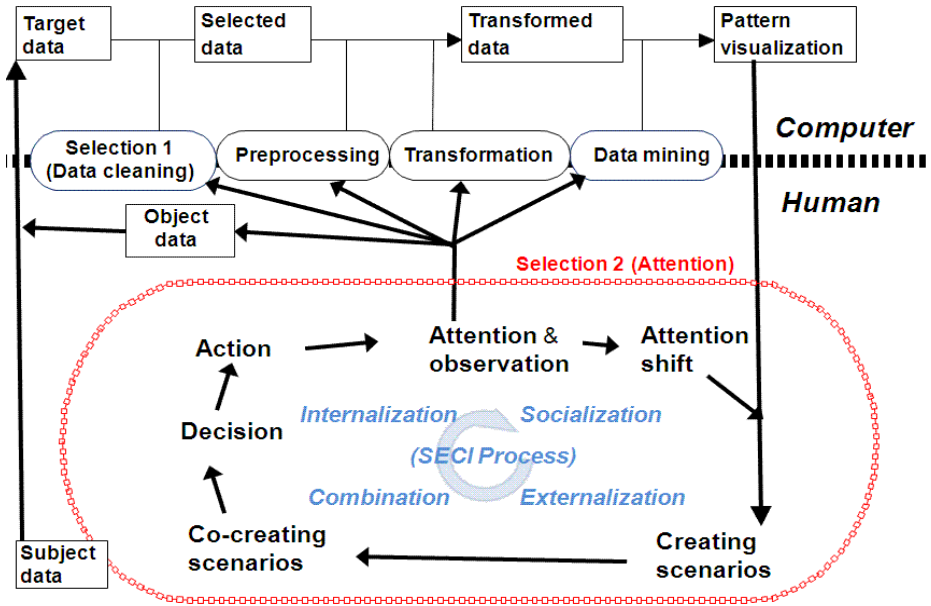 Target
data
Selected
data
Transformed
data
Pattern
visualization
Selection 1
(Data cleaning)
Preprocessing
Transformation
Data mining
Computer
Human
Object
data
Selection 2 (Attention)
Action
Attention &
observation
Attention
shift
Decision
Internalization
Socialization
(SECI Process)
Combination
Externalization
Co-creating
scenarios
Creating
scenarios
Subject
data